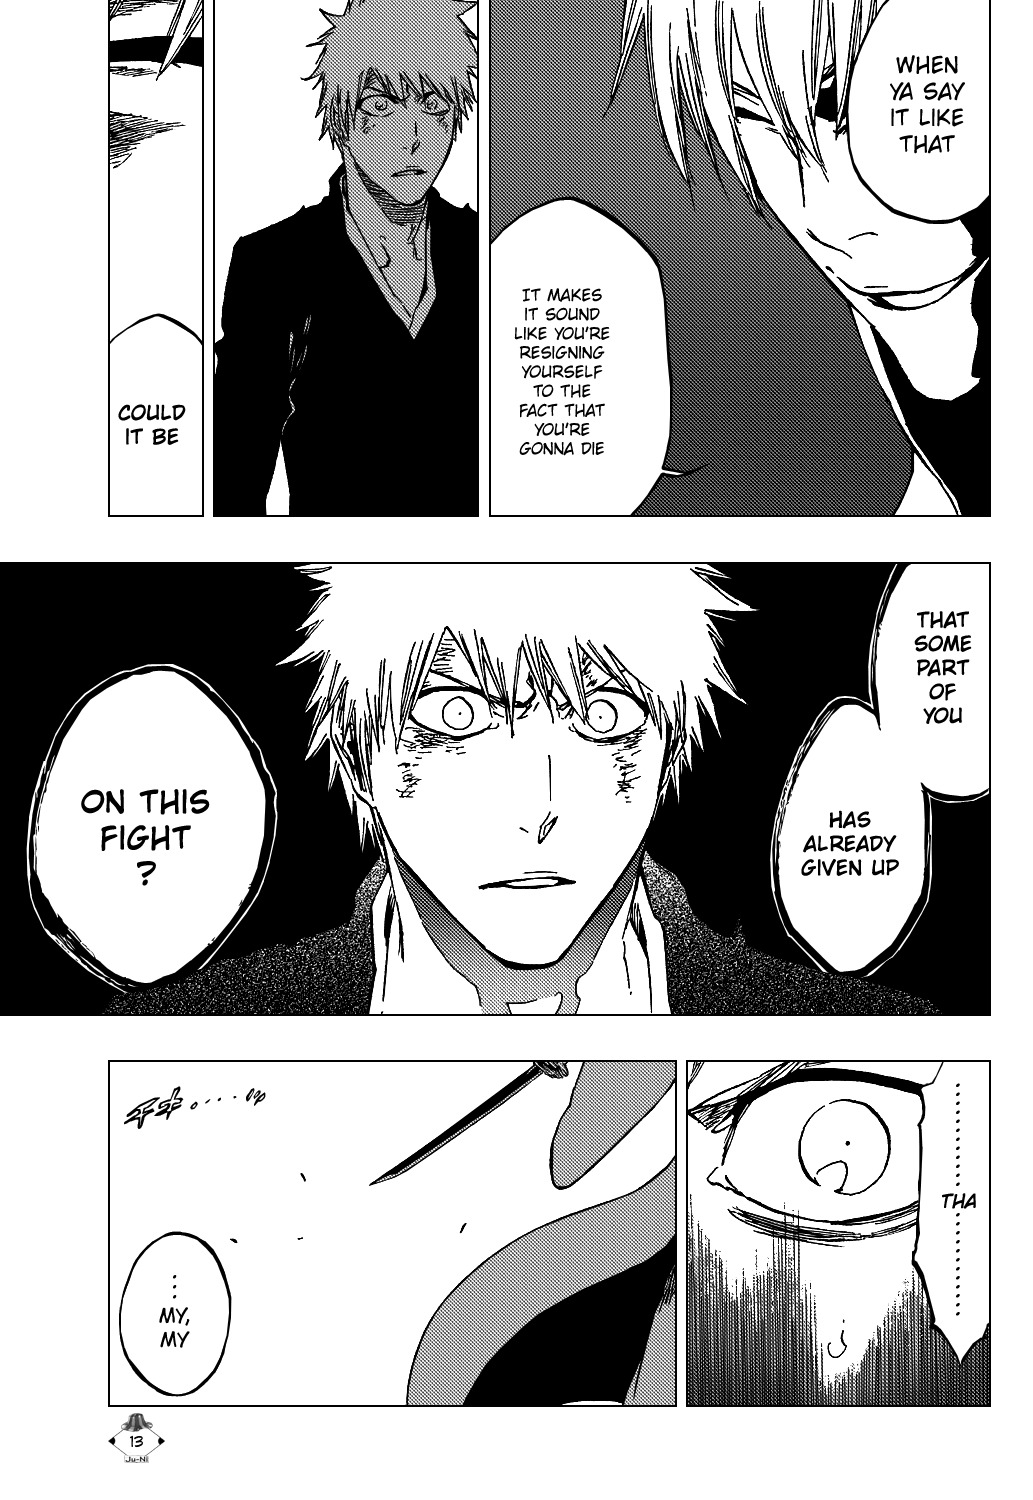 WHEN
YA SAY
IT LIKE
THAT
IT MAKES
IT SOUND
LIKE YOU'RE
RESIGNING
YOURSELF
TO THE
FACT THAT
YOU'RE
GONNA DIE
COULD
IT BE
THAT
SOME
PART
OF
YOU
HAS
ALREADY
GIVEN UP
ON THIS
FIGHT
?
........ THA ........
...
MY,
MY
13
Ju-Ni